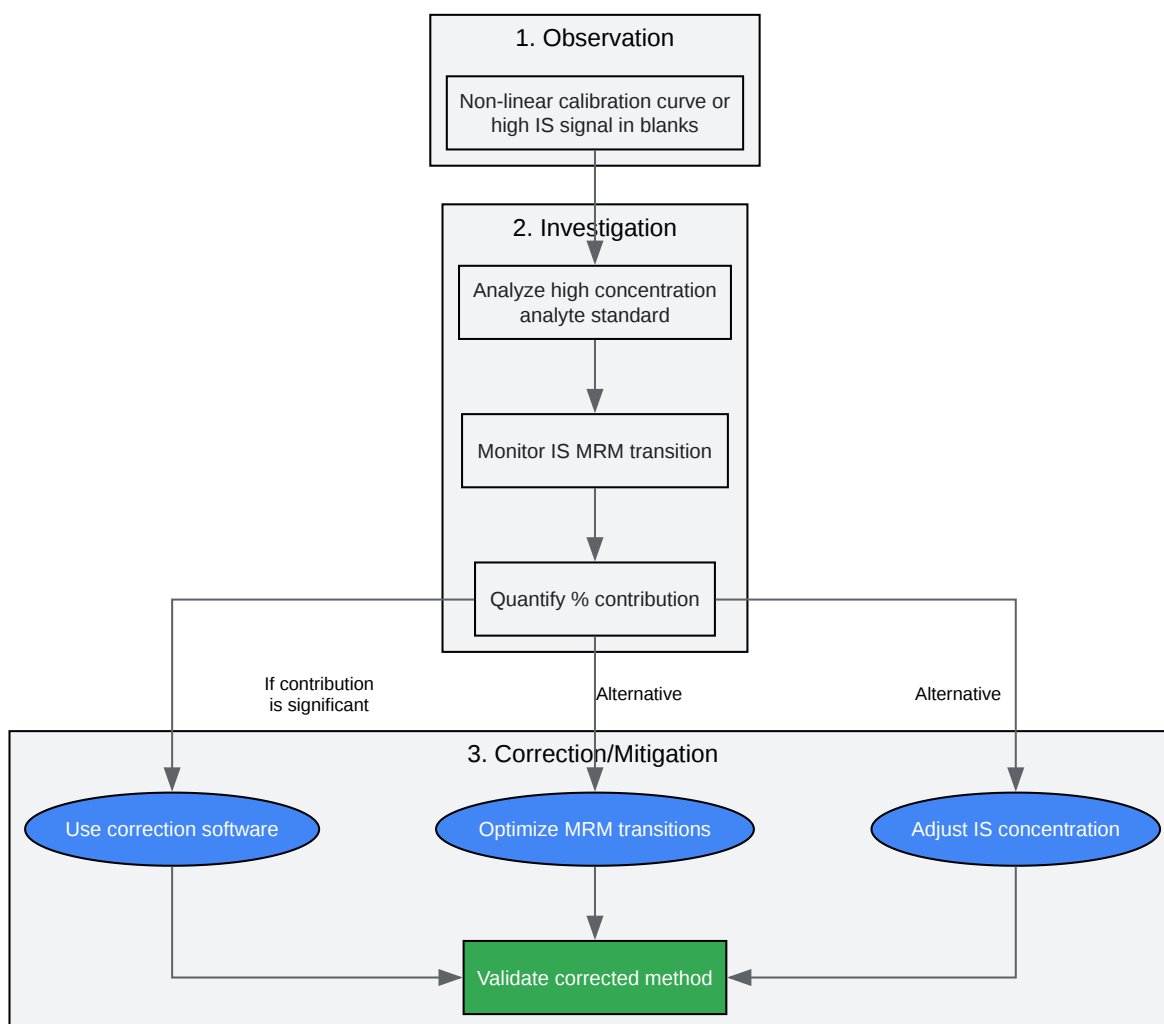 1. Observation
Non-linear calibration curve or
high IS signal in blanks
2. Investigation
Analyze high concentration
analyte standard
Monitor IS MRM transition
Quantify % contribution
If contribution
is significant
Alternative
Alternative
3. Correction/Mitigation
Use correction software
Optimize MRM transitions
Adjust IS concentration
Validate corrected method